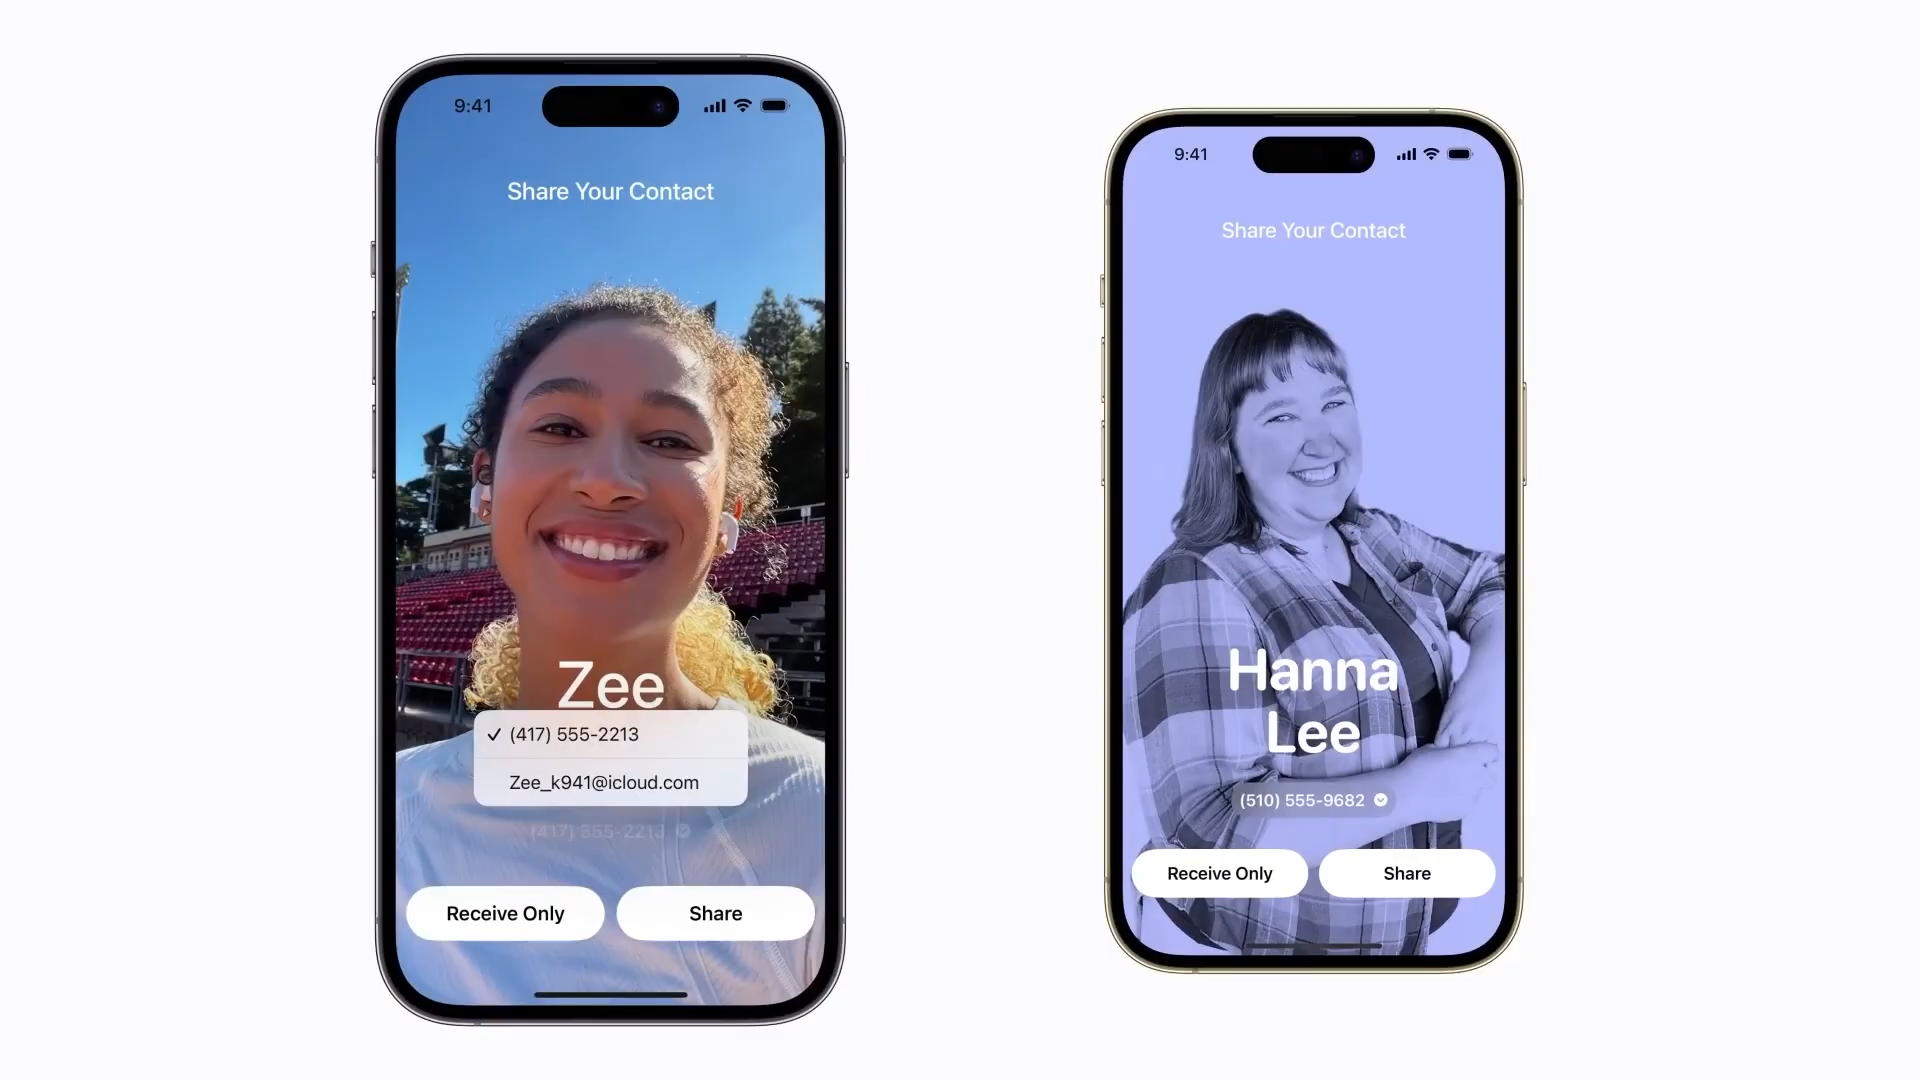 9:41
Share Your Contact
Zee
(417) 555-2213
Zee_k941@icloud.com
(417) 555-2213
Receive Only
Share
9:41
Share Your Contact
Hanna
Lee
(510) 555-9682
Receive Only
Share